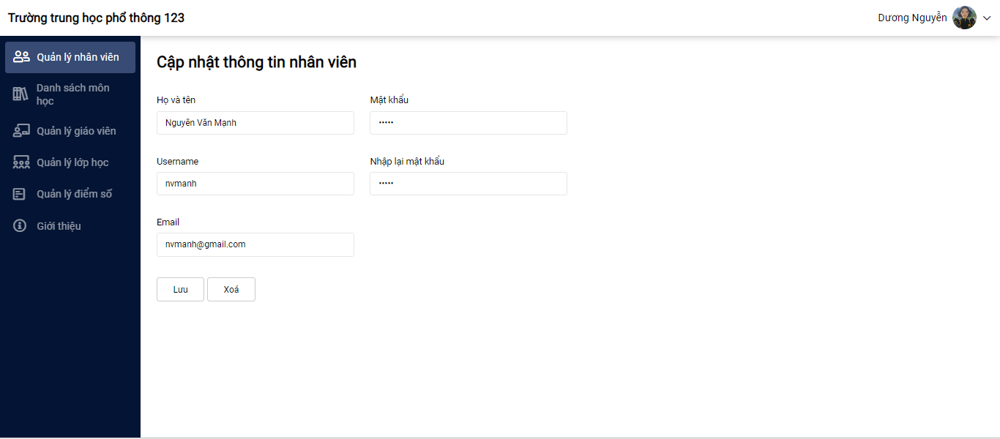 Trường trung học phổ thông 123
Dương Nguyễn
Quản lý nhân viên
Danh sách môn
học
Quản lý giáo viên
Quản lý lớp học
Quản lý điểm số
Giới thiệu
Cập nhật thông tin nhân viên
Họ và tên
Mật khẩu
Nguyên Văn Mạnh
•••••
Username
Nhập lại mật khẩu
nvmanh
•••••
Email
nvmanh@gmail.com
Lưu
Xoá